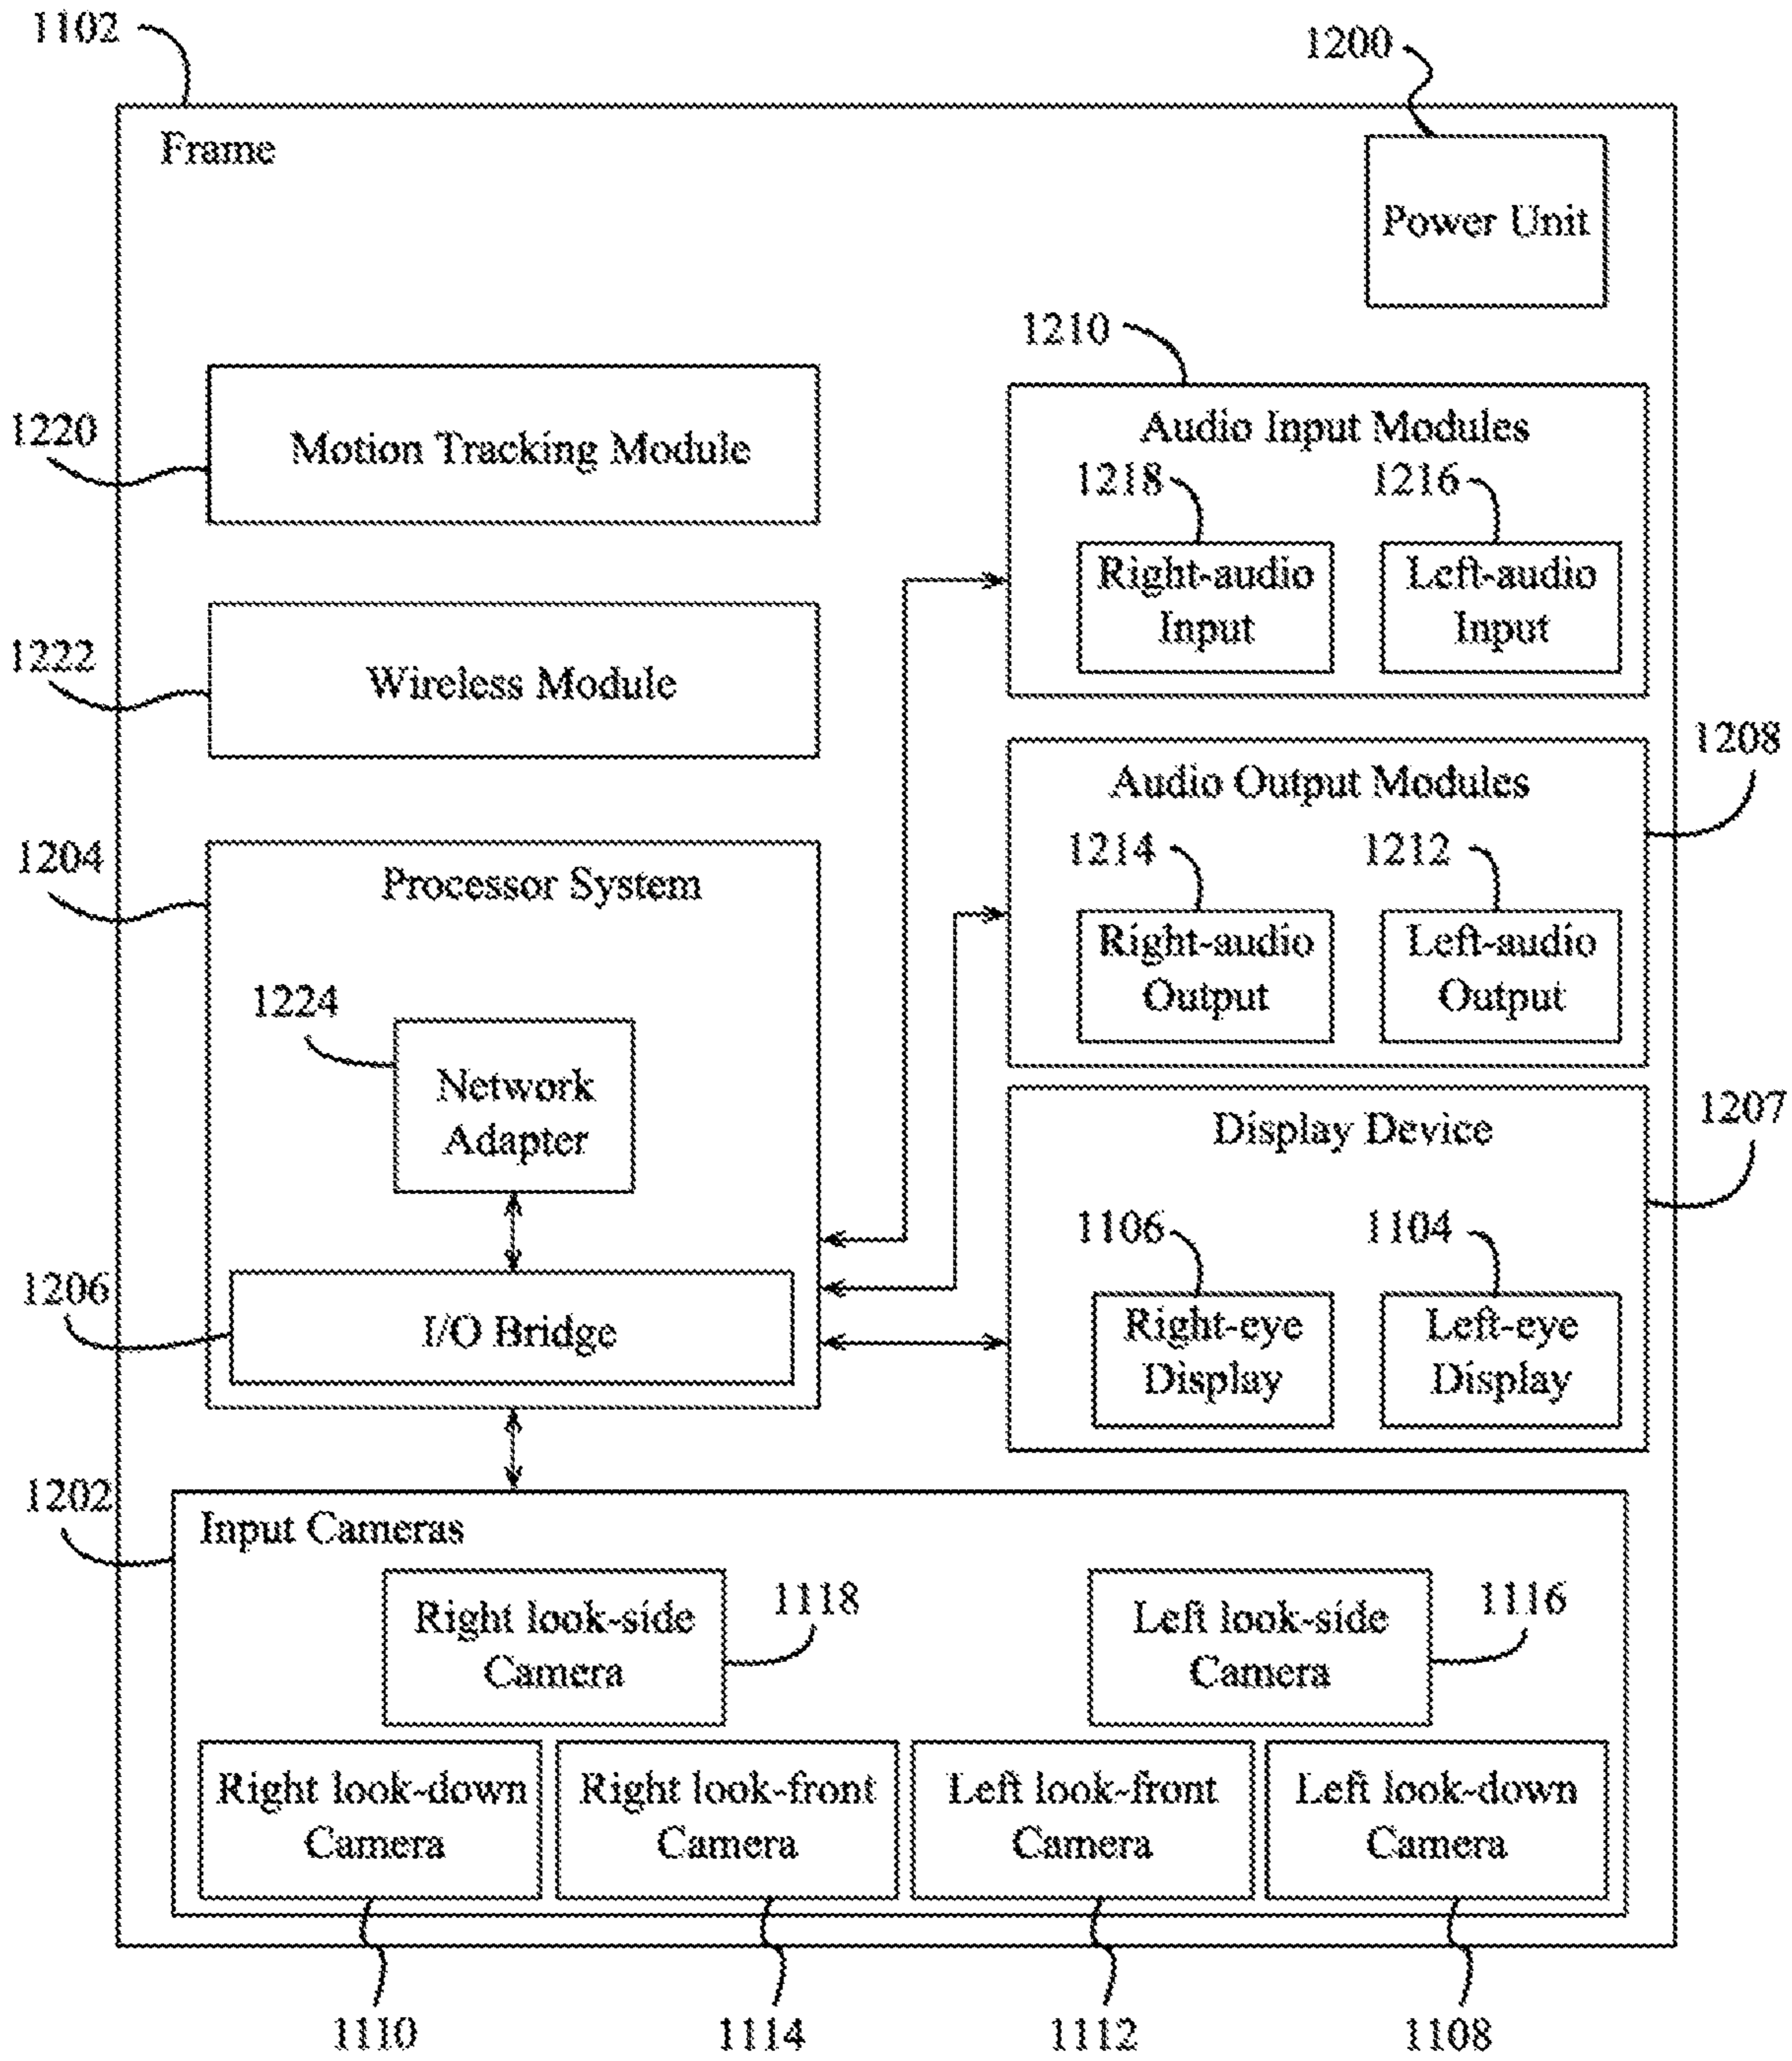 1102
1200
Frame
Power Unit
1210
1220
Motion Tracking Module
Audio Input Modules
1218
1216
Right-audio
Input
Left-audio
Input
1222
Wireless Module
1208
Audio Output Modules
1214
1212
Right-audio
Output
Left-audio
Output
1204
Processor System
1224
Network
Adapter
1206
I/O Bridge
1207
Display Device
1106
1104
Right-eye
Display
Left-eye
Display
1202
Input Cameras
Right look-side
Camera
1118
Left look-side
Camera
1116
Right look-down
Camera
Right look-front
Camera
Left look-front
Camera
Left look-down
Camera
1110
1114
1112
1108